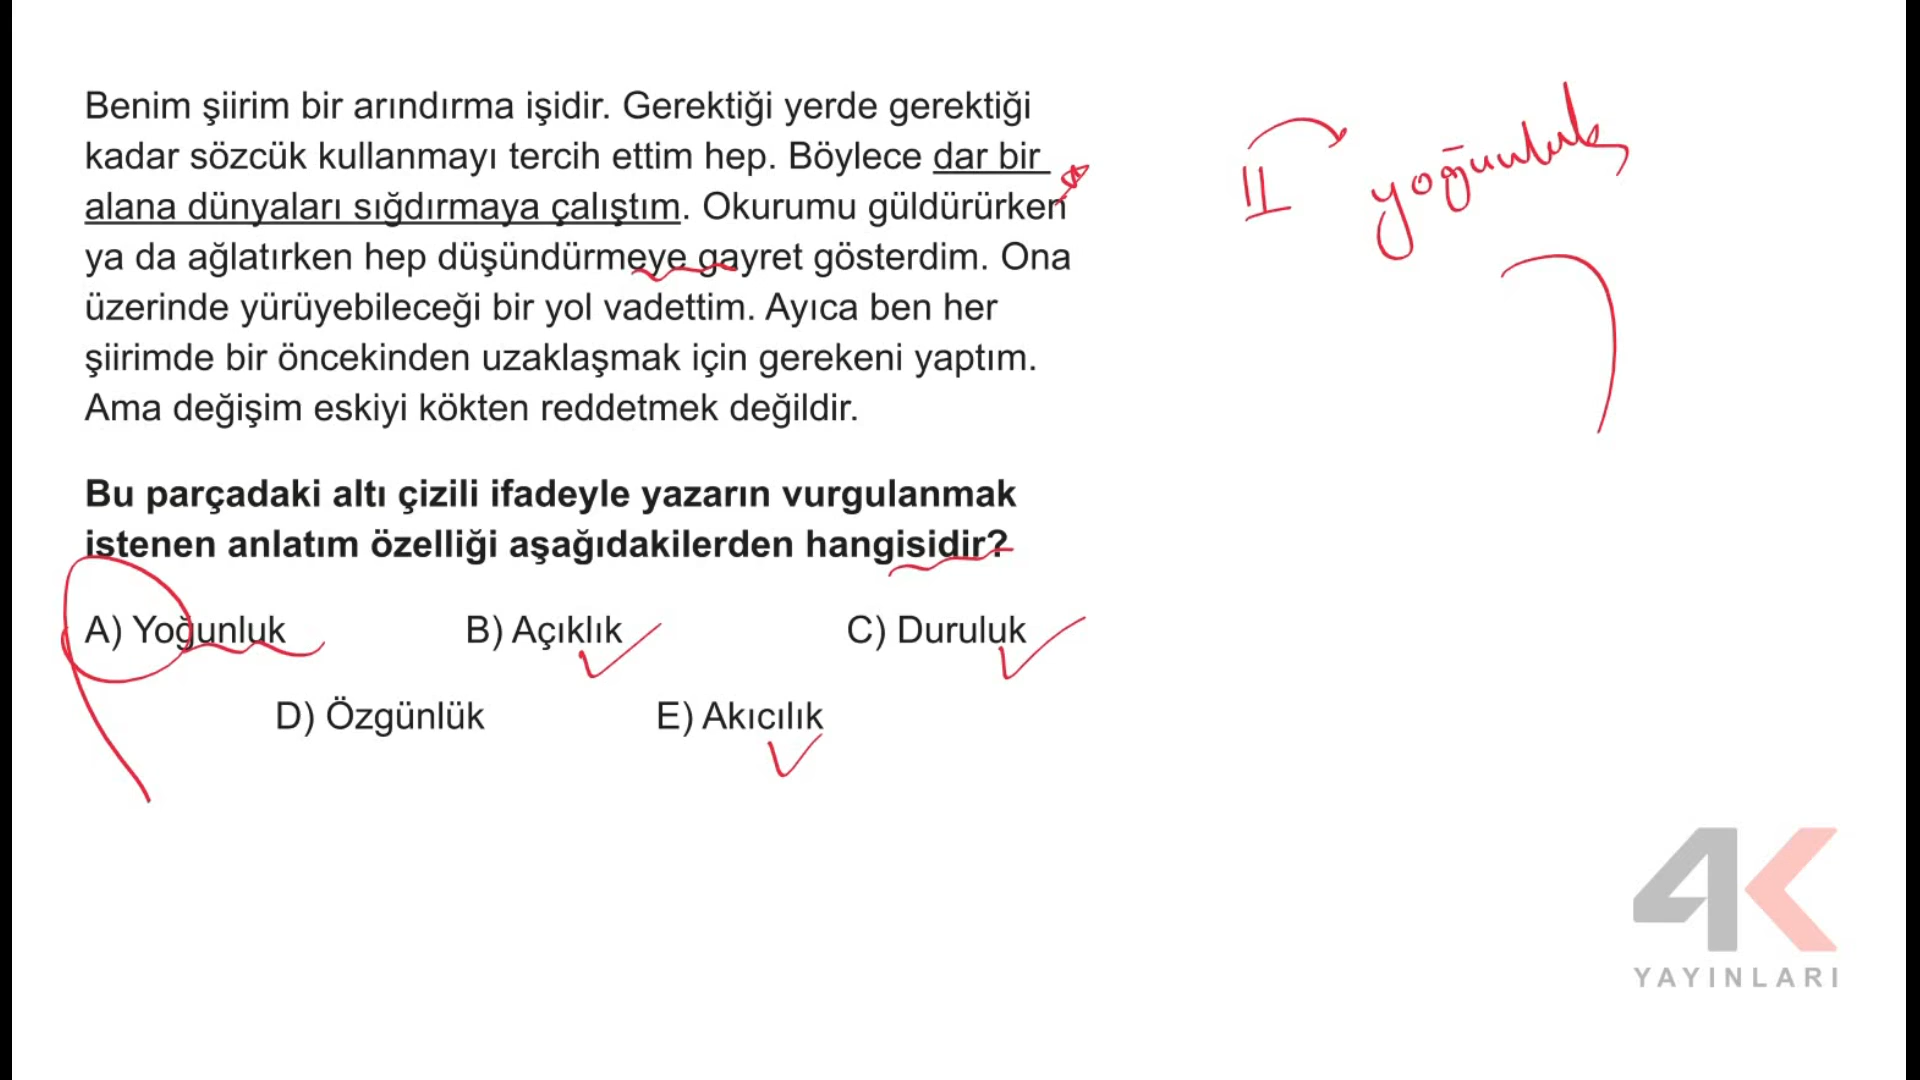 Benim şiirim bir arındırma işidir. Gerektiği yerde gerektiği
kadar sözcük kullanmayı tercih ettim hep. Böylece dar bir
alana dünyaları sığdırmaya çalıştım. Okurumu güldürürken
ya da ağlatırken hep düşündürmeye gayret gösterdim. Ona
üzerinde yürüyebileceği bir yol vadettim. Ayıca ben her
şiirimde bir öncekinden uzaklaşmak için gerekeni yaptım.
Ama değişim eskiyi kökten reddetmek değildir.
Bu parçadaki altı çizili ifadeyle yazarın vurgulanmak
istenen anlatım özelliği aşağıdakilerden hangisidir?
A) Yoğunluk B) Açıklık C) Duruluk
D) Özgünlük E) Akıcılık
II yoğunluk
4K
YAYINLARI